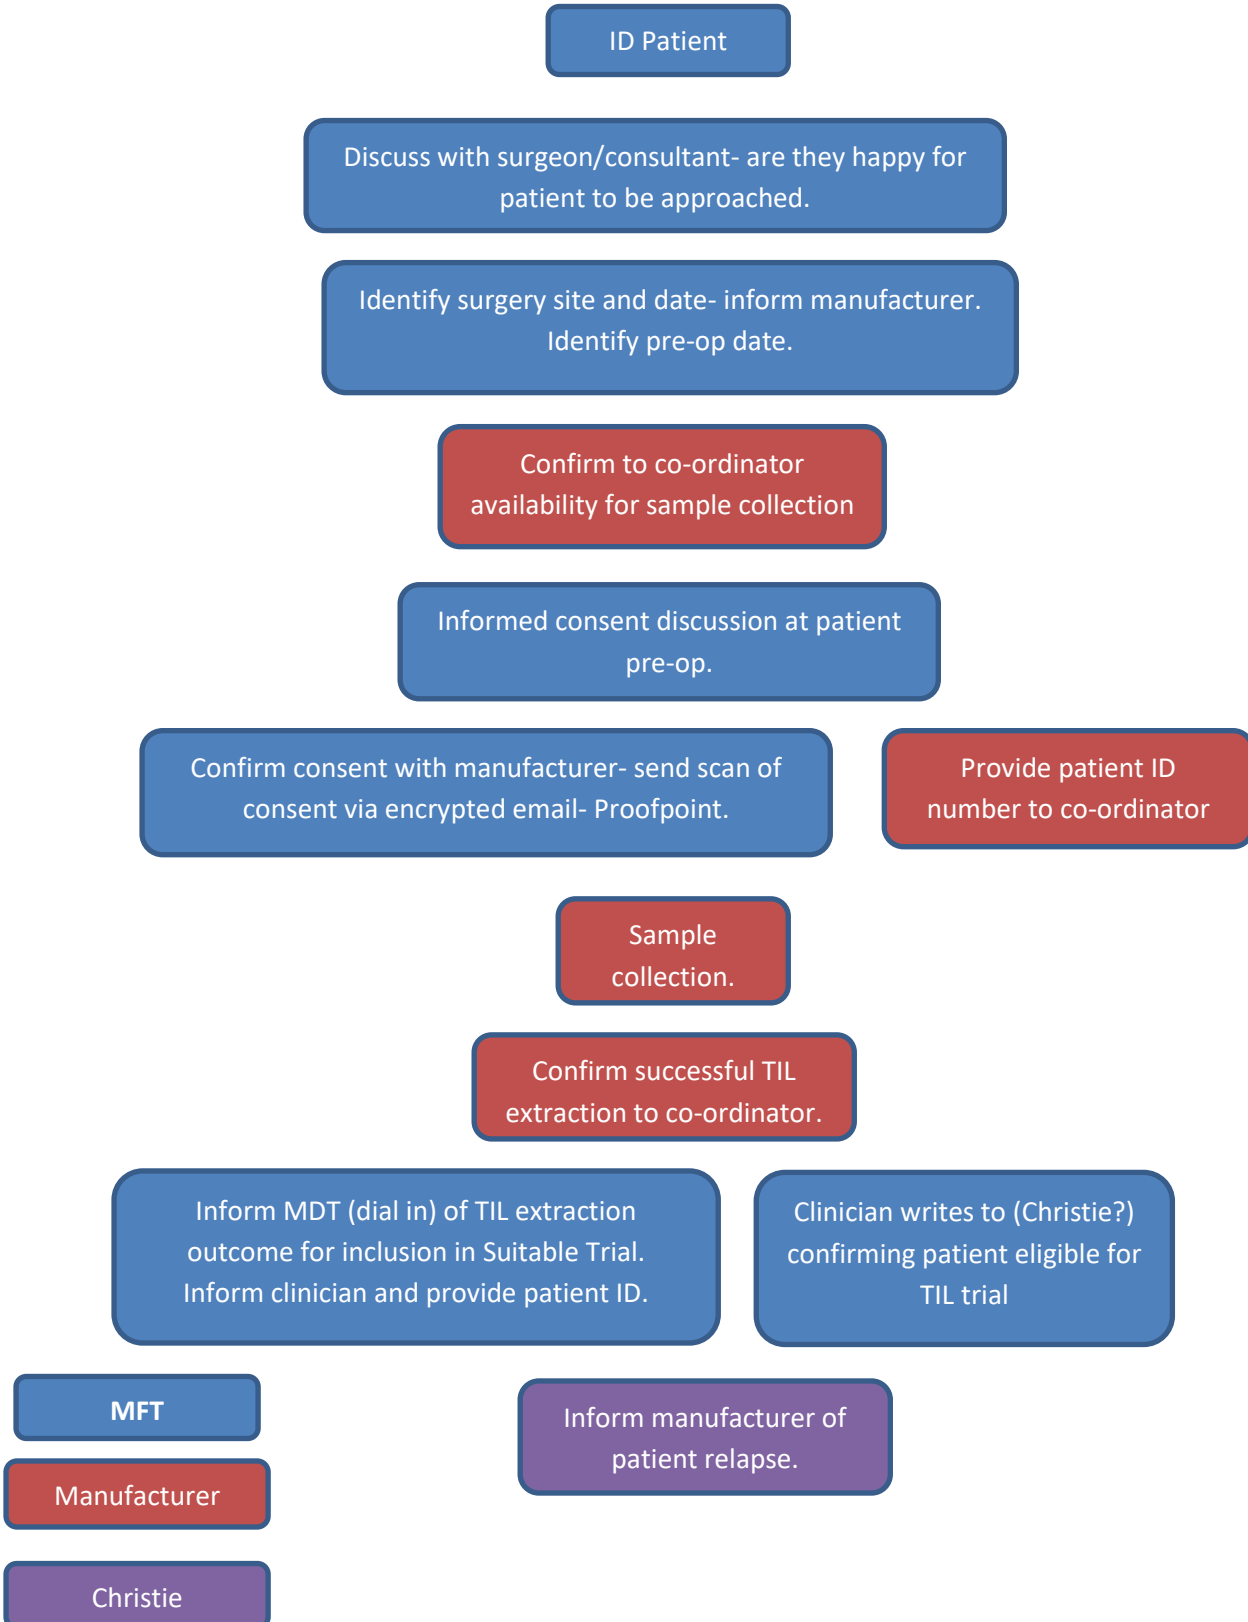 ID Patient
Discuss with surgeon/consultant- are they happy for
patient to be approached.
Identify surgery site and date- inform manufacturer.
Identify pre-op date.
Confirm to co-ordinator
availability for sample collection
Informed consent discussion at patient
pre-op.
Confirm consent with manufacturer- send scan of
consent via encrypted email- Proofpoint.
Provide patient ID
number to co-ordinator
Sample
collection.
Confirm successful TIL
extraction to co-ordinator.
Inform MDT (dial in) of TIL extraction
outcome for inclusion in Suitable Trial.
Inform clinician and provide patient ID.
Clinician writes to (Christie?)
confirming patient eligible for
TIL trial
MFT
Inform manufacturer of
patient relapse.
Manufacturer
Christie